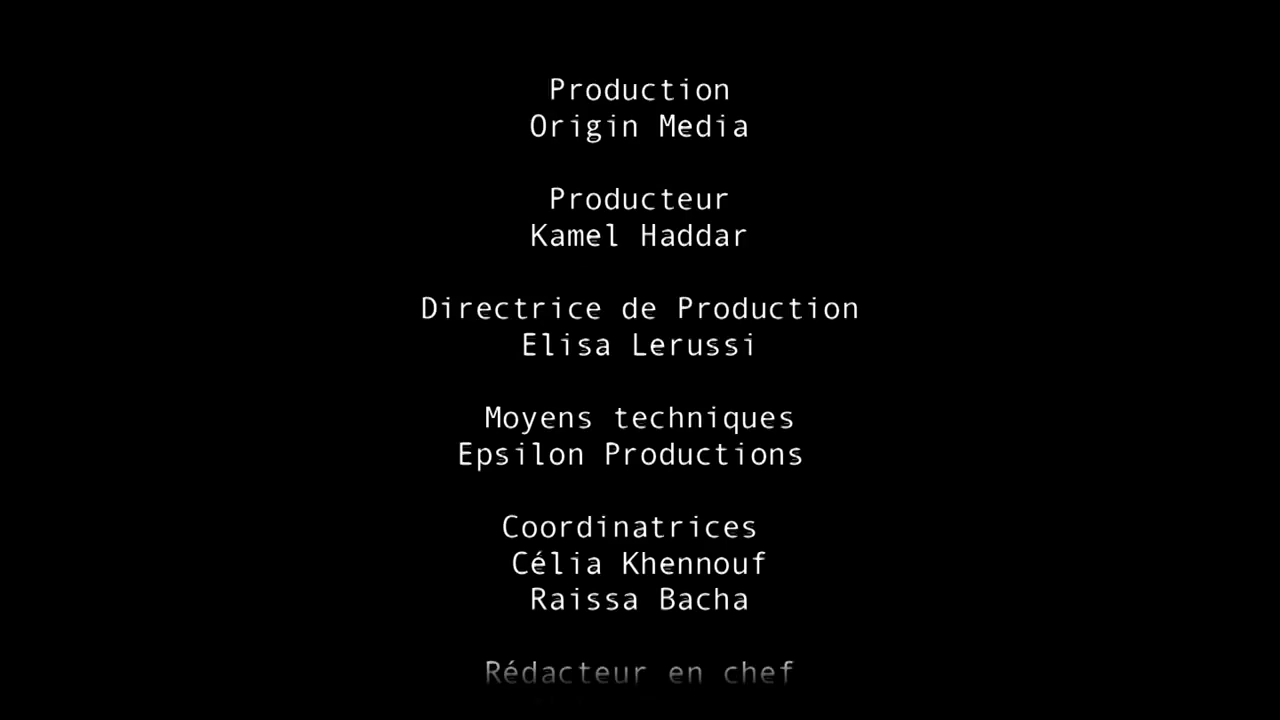 Production
Origin Media
Producteur
Kamel Haddar
Directrice de Production
Elisa Lerussi
Moyens techniques
Epsilon Productions
Coordinatrices
Célia Khennouf
Raissa Bacha
Rédacteur en chef